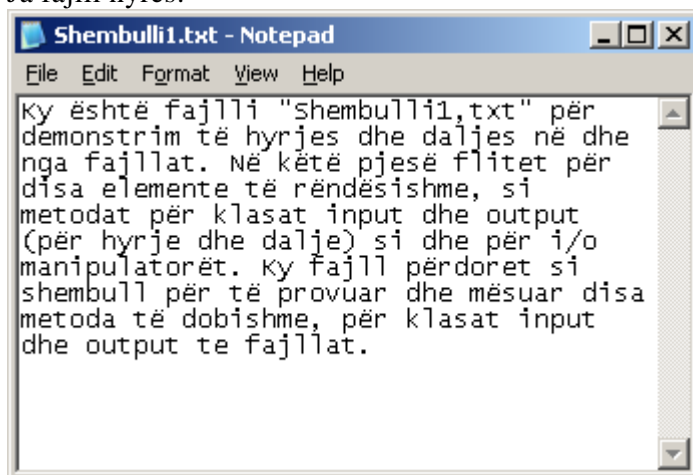 Shembulli1.txt - Notepad
File Edit Format View Help
Ky është fajlli "Shembulli1,txt" për
demonstrim të hyrjes dhe daljes në dhe
nga fajllat. Në këtë pjesë flitet për
disa elemente të rëndësishme, si
metodat për klasat input dhe output
(për hyrje dhe dalje) si dhe për i/o
manipulatorët. Ky fajll përdoret si
shembull për të provuar dhe mësuar disa
metoda të dobishme, për klasat input
dhe output te fajllat.